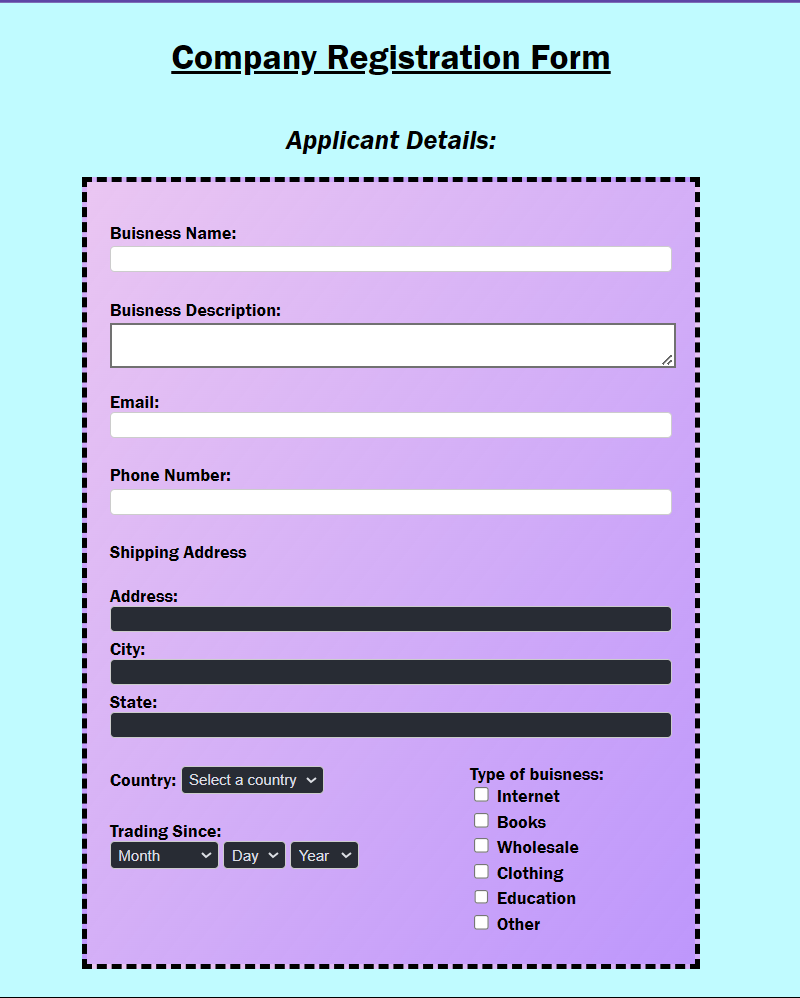 Company Registration Form
Applicant Details:
Buisness Name:
Buisness Description:
Email:
Phone Number:
Shipping Address
Address:
City:
State:
Country: Select a country
Trading Since:
Month Day Year
Type of buisness:
Internet
Books
Wholesale
Clothing
Education
Other